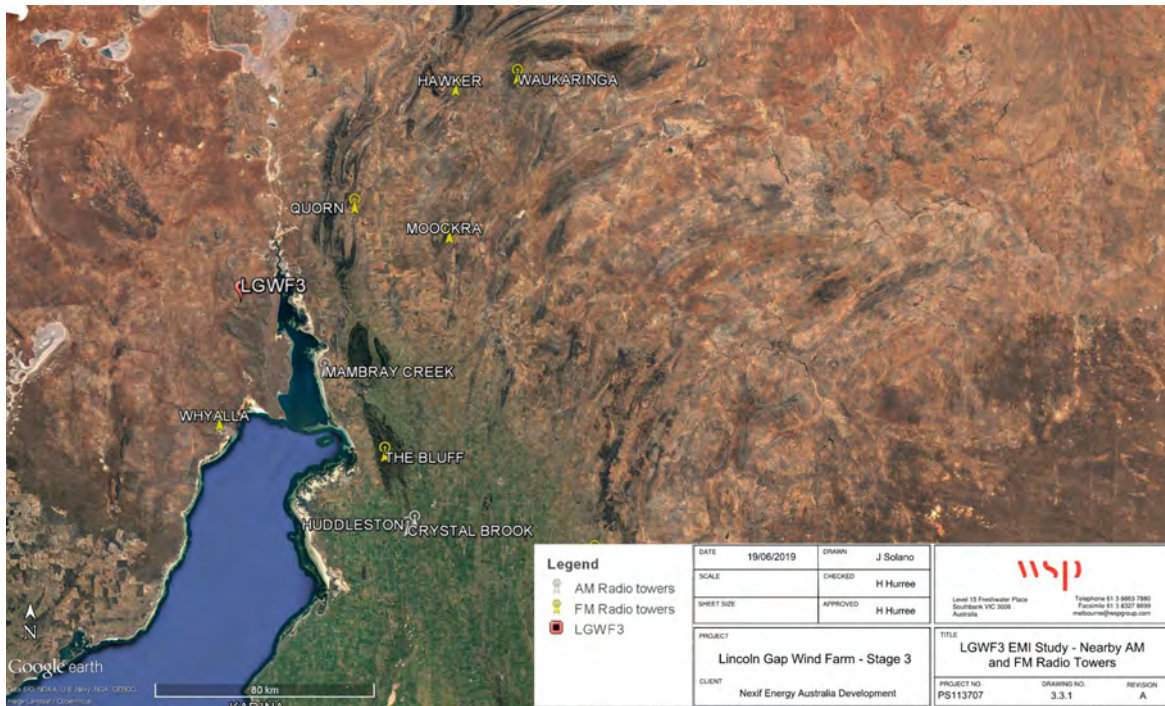 HAWKER
WAUKARINGA
QUORN
MOOCKRA
LGWF3
MAMBRAY CREEK
WHYALLA
THE BLUFF
HUDDLESTON
CRYSTAL BROOK
N
Google earth
80 km
Legend
AM Radio towers
FM Radio towers
LGWF3
DATE
19/06/2019
DRAWN
J Solano
SCALE
CHECKED
H Hurree
SHEET SIZE
APPROVED
H Hurree
PROJECT
Lincoln Gap Wind Farm - Stage 3
CLIENT
Nexif Energy Australia Development
wsp
Level 15 Freshwater Place
Southbank VIC 3006
Australia
Telephone 61 3 8663 7880
Facsimile 61 3 8327 8699
melbourne@wspgroup.com
TITLE
LGWF3 EMI Study - Nearby AM
and FM Radio Towers
PROJECT NO.
PS113707
DRAWING NO.
3.3.1
REVISION
A